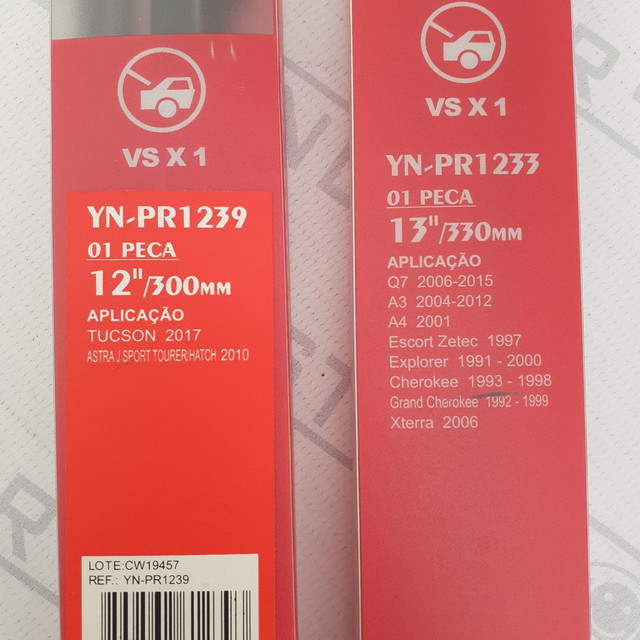 VS X 1
YN-PR1239
01 PECA
12"/300MM
APLICAÇÃO
TUCSON 2017
ASTRA J SPORT TOURER/HATCH 2010
LOTE:CW19457
REF.: YN-PR1239
VS X 1
YN-PR1233
01 PECA
13"/330MM
APLICAÇÃO
Q7 2006-2015
A3 2004-2012
A4 2001
Escort Zetec 1997
Explorer 1991 - 2000
Cherokee 1993 - 1998
Grand Cherokee 1992 - 1999
Xterra 2006